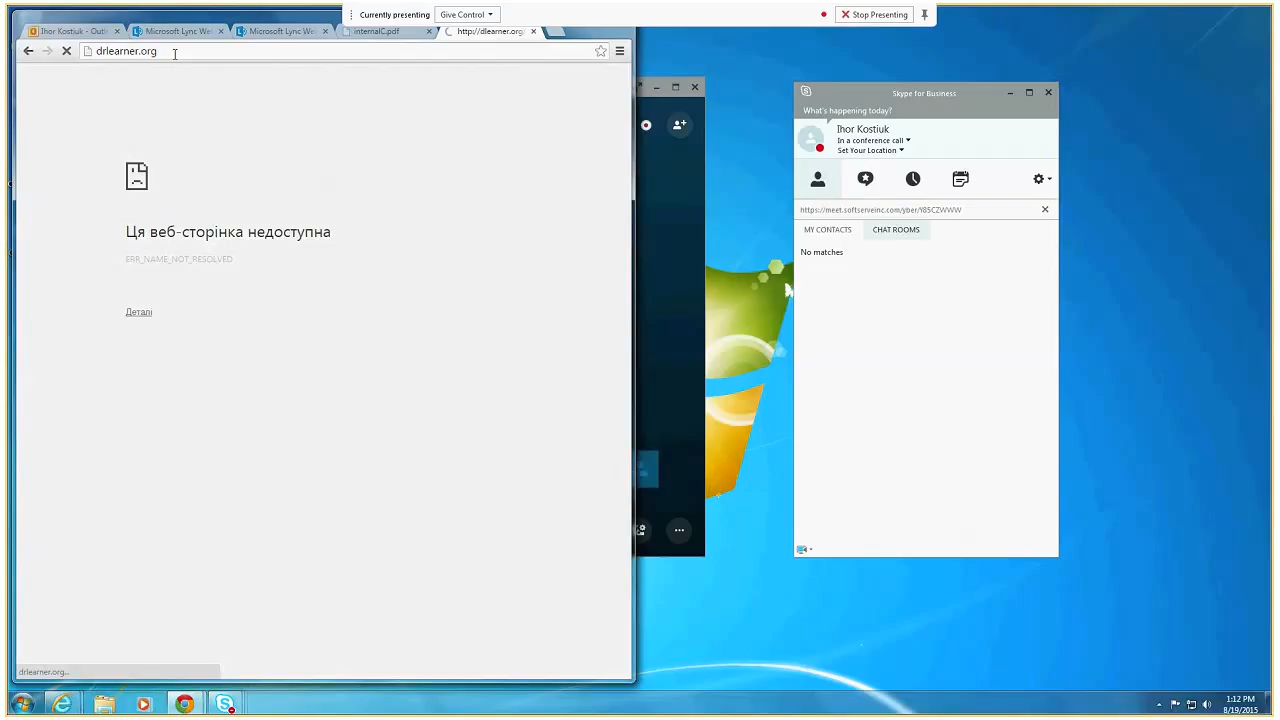 Currently presenting
Give Control
Stop Presenting
Ihor Kostiuk - Outl
Microsoft Lync We
Microsoft Lync We
internalC.pdf
http://dlearner.org
drlearner.org
Ця веб-сторінка недоступна
ERR_NAME_NOT_RESOLVED
Деталі
drlearner.org...
Skype for Business
What's happening today?
Ihor Kostiuk
In a conference call
Set Your Location
https://meet.softserveinc.com/yber/Y85CZWWW
MY CONTACTS
CHAT ROOMS
No matches
1:12 PM
8/19/2015